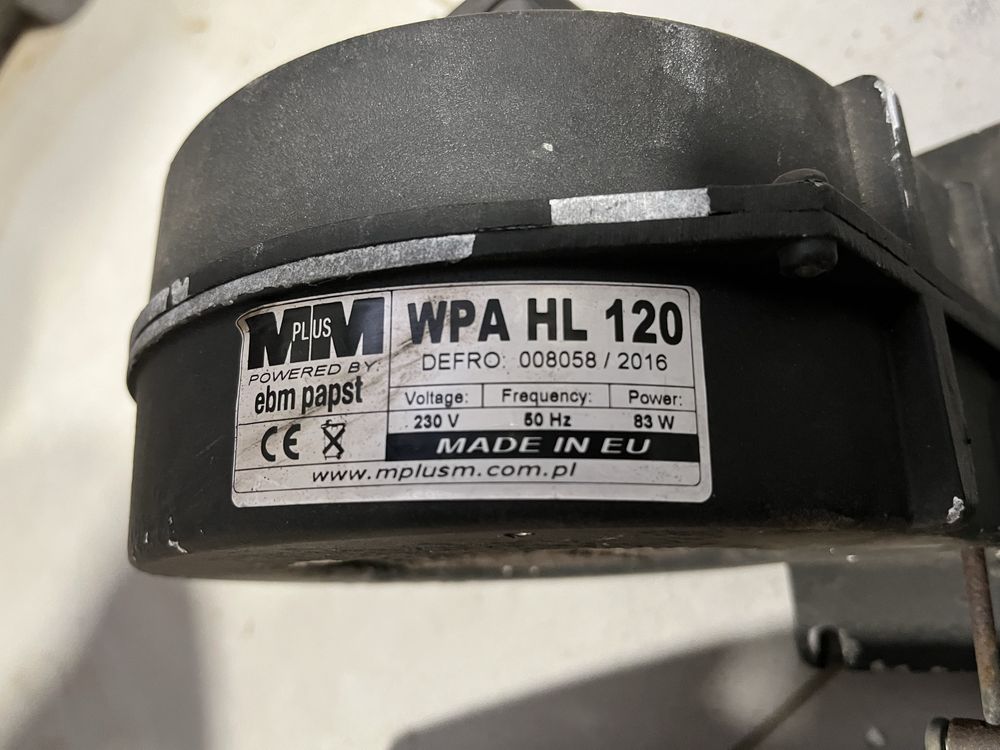 M PLUS M
POWERED BY:
ebm papst
CE
WPA HL 120
DEFRO: 008058 / 2016
Voltage: Frequency: Power:
230 V 50 Hz 83 W
MADE IN EU
www.mplusm.com.pl